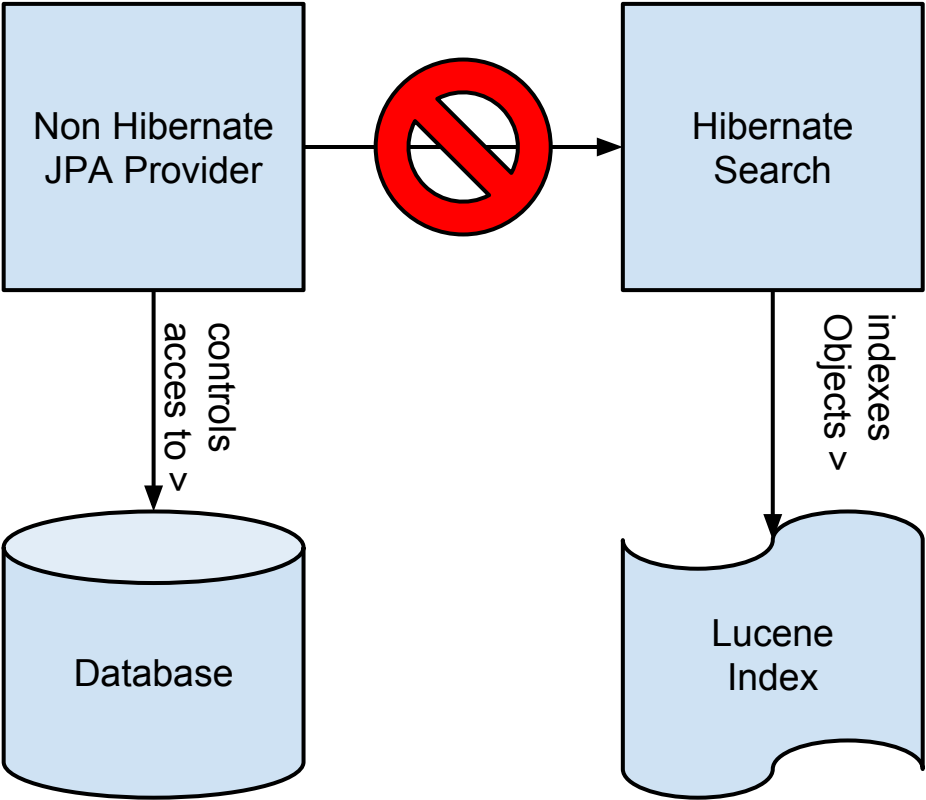 Non Hibernate
JPA Provider
Hibernate
Search
controls
acces to >
indexes
Objects >
Database
Lucene
Index